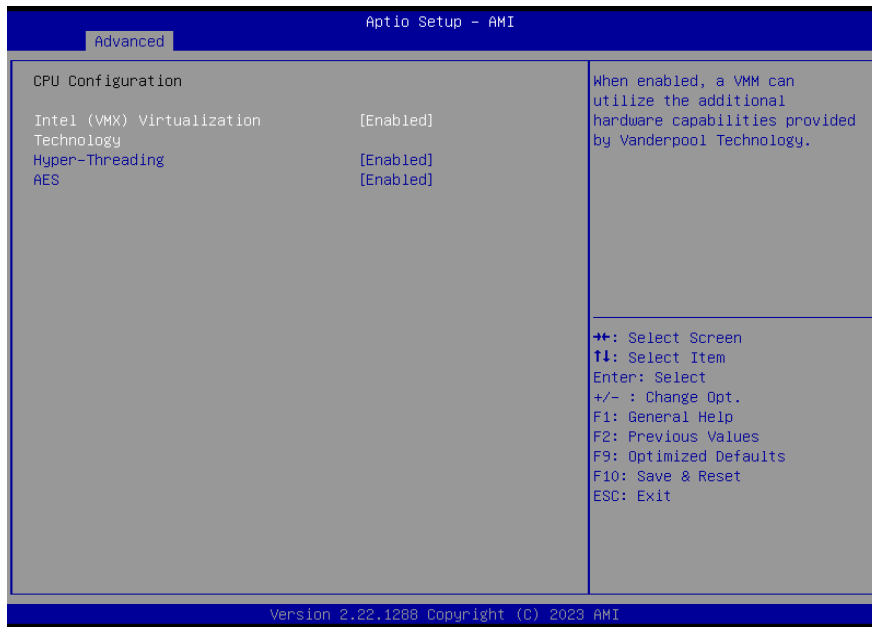 Aptio Setup - AMI
Advanced
CPU Configuration
Intel (VMX) Virtualization Technology [Enabled]
Hyper-Threading [Enabled]
AES [Enabled]
When enabled, a VMM can
utilize the additional
hardware capabilities provided
by Vanderpool Technology.
→←: Select Screen
↑↓: Select Item
Enter: Select
+/- : Change Opt.
F1: General Help
F2: Previous Values
F9: Optimized Defaults
F10: Save & Reset
ESC: Exit
Version 2.22.1288 Copyright (C) 2023 AMI